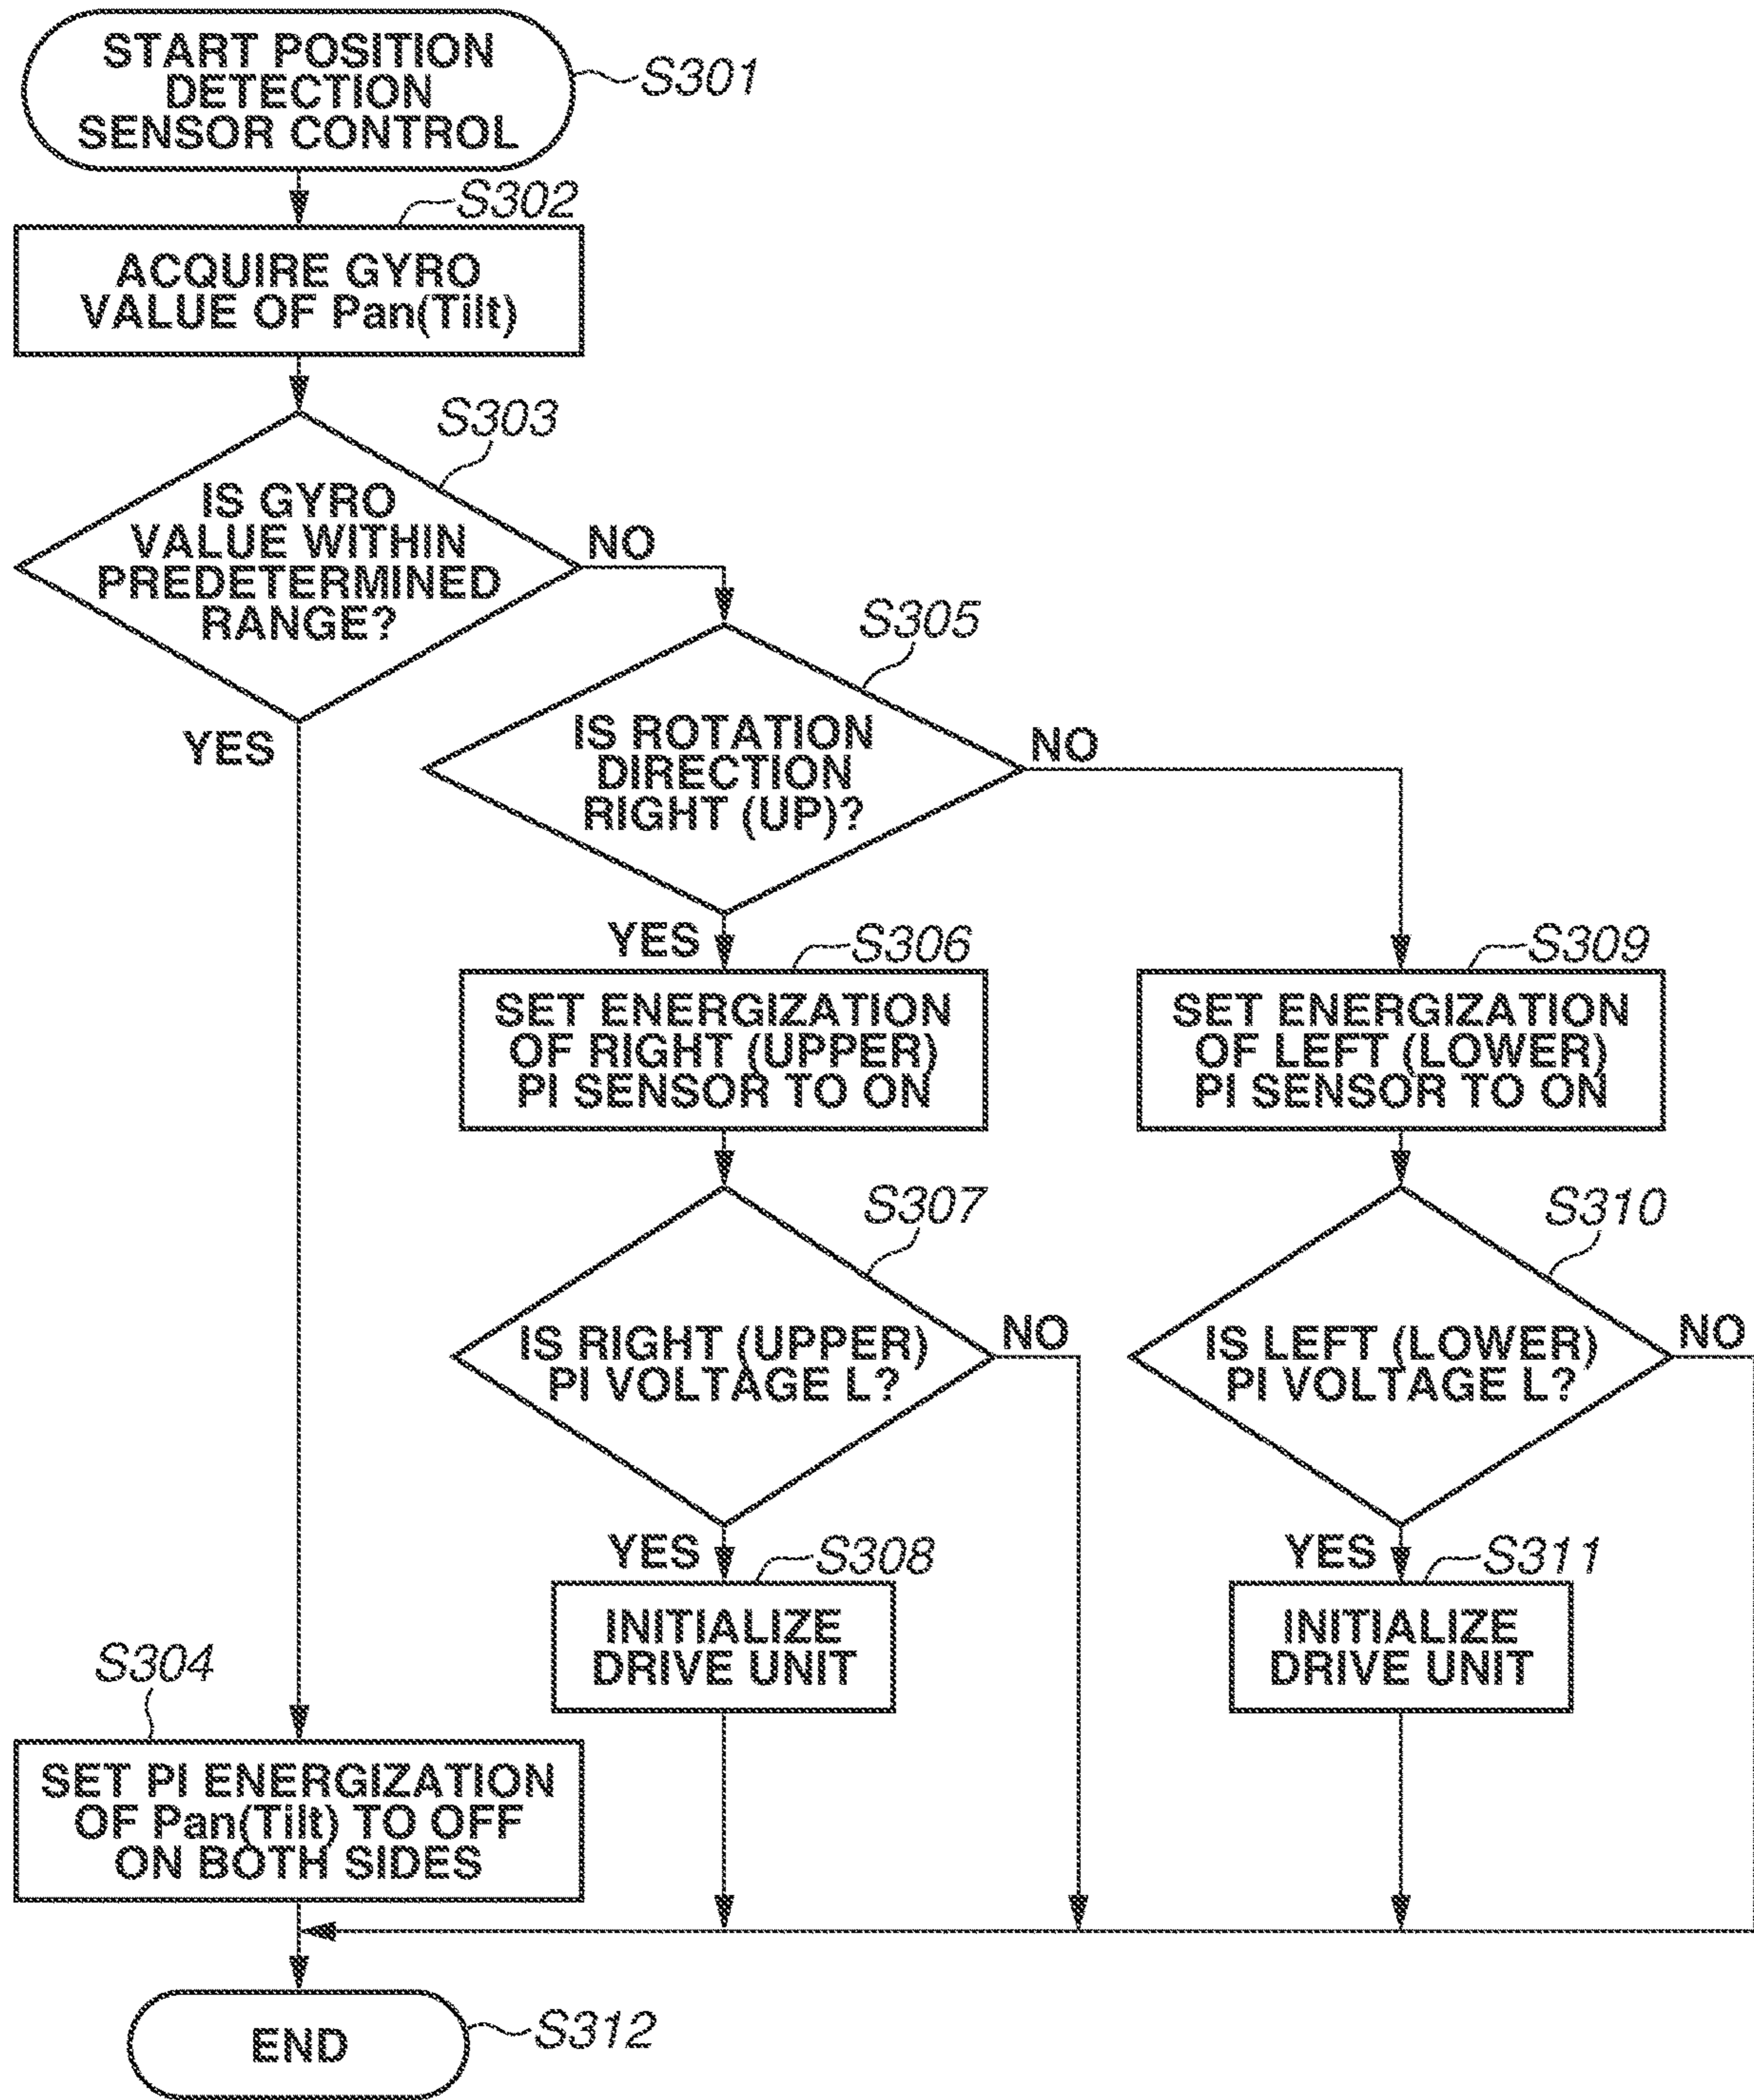 START POSITION
DETECTION
SENSOR CONTROL
S301
S302
ACQUIRE GYRO
VALUE OF Pan(Tilt)
S303
IS GYRO
VALUE WITHIN
PREDETERMINED
RANGE?
NO
YES
S305
IS ROTATION
DIRECTION
RIGHT (UP)?
NO
YES
S306
SET ENERGIZATION
OF RIGHT (UPPER)
PI SENSOR TO ON
S309
SET ENERGIZATION
OF LEFT (LOWER)
PI SENSOR TO ON
S307
IS RIGHT (UPPER)
PI VOLTAGE L?
NO
S310
IS LEFT (LOWER)
PI VOLTAGE L?
NO
YES
S308
INITIALIZE
DRIVE UNIT
YES
S311
INITIALIZE
DRIVE UNIT
S304
SET PI ENERGIZATION
OF Pan(Tilt) TO OFF
ON BOTH SIDES
END
S312